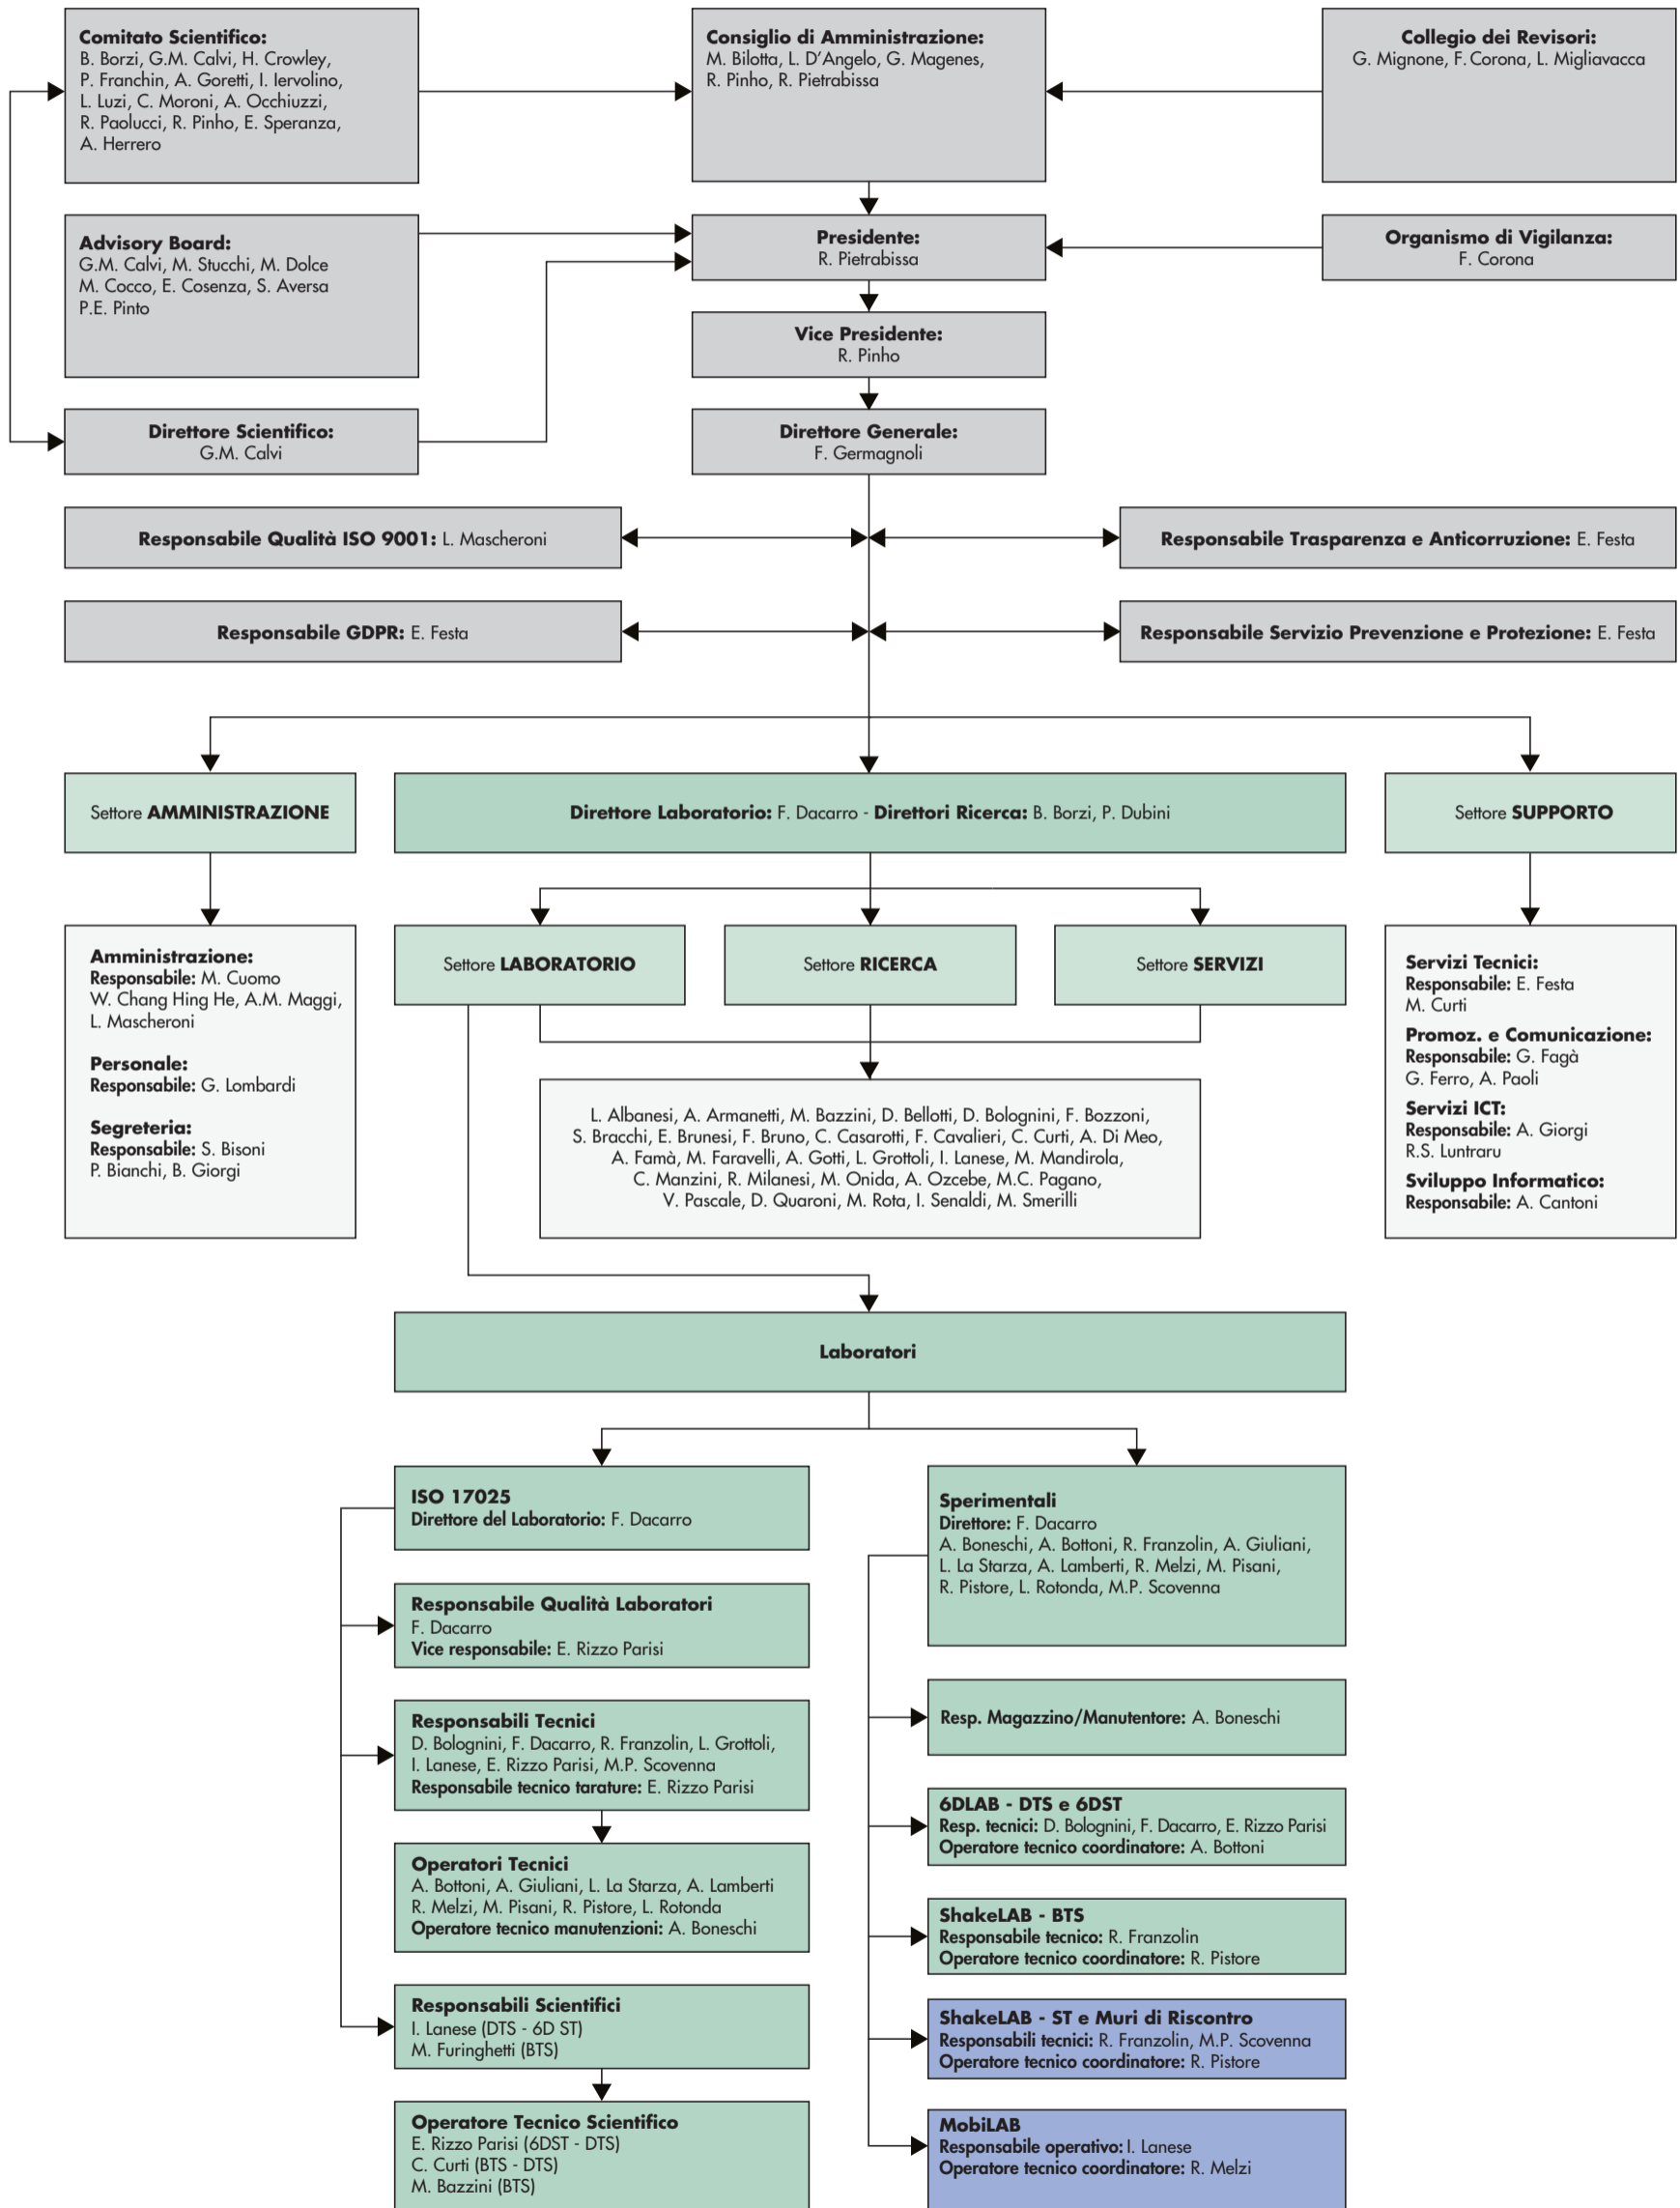 Comitato Scientifico:
B. Borzi, G.M. Calvi, H. Crowley,
P. Franchin, A. Goretti, I. Iervolino,
L. Luzi, C. Moroni, A. Occhiuzzi,
R. Paolucci, R. Pinho, E. Speranza,
A. Herrero
Consiglio di Amministrazione:
M. Bilotta, L. D'Angelo, G. Magenes,
R. Pinho, R. Pietrabissa
Collegio dei Revisori:
G. Mignone, F. Corona, L. Migliavacca
Advisory Board:
G.M. Calvi, M. Stucchi, M. Dolce
M. Cocco, E. Cosenza, S. Aversa
P.E. Pinto
Presidente:
R. Pietrabissa
Organismo di Vigilanza:
F. Corona
Vice Presidente:
R. Pinho
Direttore Scientifico:
G.M. Calvi
Direttore Generale:
F. Germagnoli
Responsabile Qualità ISO 9001: L. Mascheroni
Responsabile Trasparenza e Anticorruzione: E. Festa
Responsabile GDPR: E. Festa
Responsabile Servizio Prevenzione e Protezione: E. Festa
Settore AMMINISTRAZIONE
Direttore Laboratorio: F. Dacarro - Direttori Ricerca: B. Borzi, P. Dubini
Settore SUPPORTO
Amministrazione:
Responsabile: M. Cuomo
W. Chang Hing He, A.M. Maggi,
L. Mascheroni
Personale:
Responsabile: G. Lombardi
Segreteria:
Responsabile: S. Bisoni
P. Bianchi, B. Giorgi
Settore LABORATORIO
Settore RICERCA
Settore SERVIZI
L. Albanesi, A. Armanetti, M. Bazzini, D. Bellotti, D. Bolognini, F. Bozzoni,
S. Bracchi, E. Brunesi, F. Bruno, C. Casarotti, F. Cavalieri, C. Curti, A. Di Meo,
A. Famà, M. Faravelli, A. Gotti, L. Grottoli, I. Lanese, M. Mandirola,
C. Manzini, R. Milanesi, M. Onida, A. Ozcebe, M.C. Pagano,
V. Pascale, D. Quaroni, M. Rota, I. Senaldi, M. Smerilli
Servizi Tecnici:
Responsabile: E. Festa
M. Curti
Promoz. e Comunicazione:
Responsabile: G. Fagà
G. Ferro, A. Paoli
Servizi ICT:
Responsabile: A. Giorgi
R.S. Luntraru
Sviluppo Informatico:
Responsabile: A. Cantoni
Laboratori
ISO 17025
Direttore del Laboratorio: F. Dacarro
Responsabile Qualità Laboratori
F. Dacarro
Vice responsabile: E. Rizzo Parisi
Responsabili Tecnici
D. Bolognini, F. Dacarro, R. Franzolin, L. Grottoli,
I. Lanese, E. Rizzo Parisi, M.P. Scovenna
Responsabile tecnico tarature: E. Rizzo Parisi
Operatori Tecnici
A. Bottoni, A. Giuliani, L. La Starza, A. Lamberti
R. Melzi, M. Pisani, R. Pistore, L. Rotonda
Operatore tecnico manutenzioni: A. Boneschi
Responsabili Scientifici
I. Lanese (DTS - 6D ST)
M. Furinghetti (BTS)
Operatore Tecnico Scientifico
E. Rizzo Parisi (6DST - DTS)
C. Curti (BTS - DTS)
M. Bazzini (BTS)
Sperimentali
Direttore: F. Dacarro
A. Boneschi, A. Bottoni, R. Franzolin, A. Giuliani,
L. La Starza, A. Lamberti, R. Melzi, M. Pisani,
R. Pistore, L. Rotonda, M.P. Scovenna
Resp. Magazzino/Manutentore: A. Boneschi
6DLAB - DTS e 6DST
Resp. tecnici: D. Bolognini, F. Dacarro, E. Rizzo Parisi
Operatore tecnico coordinatore: A. Bottoni
ShakeLAB - BTS
Responsabile tecnico: R. Franzolin
Operatore tecnico coordinatore: R. Pistore
ShakeLAB - ST e Muri di Riscontro
Responsabili tecnici: R. Franzolin, M.P. Scovenna
Operatore tecnico coordinatore: R. Pistore
MobiLAB
Responsabile operativo: I. Lanese
Operatore tecnico coordinatore: R. Melzi